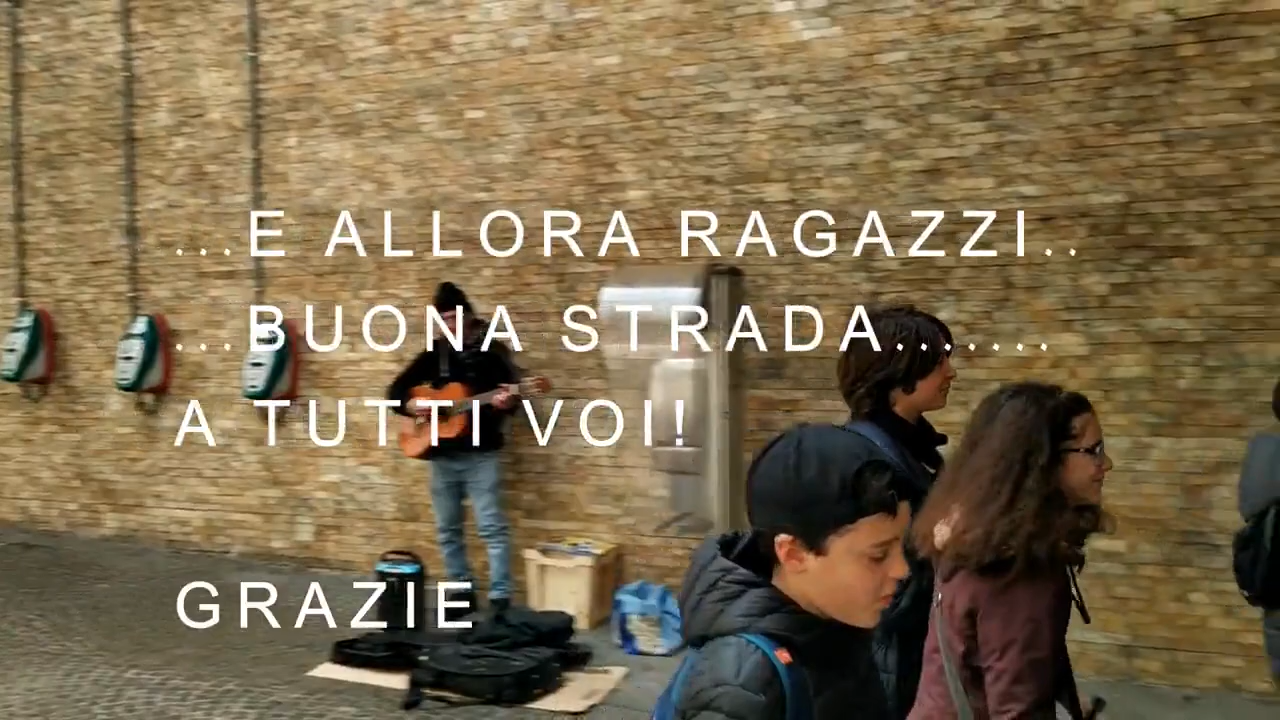 ...E ALLORA RAGAZZI..
...BUONA STRADA.......
A TUTTI VOI!
GRAZIE